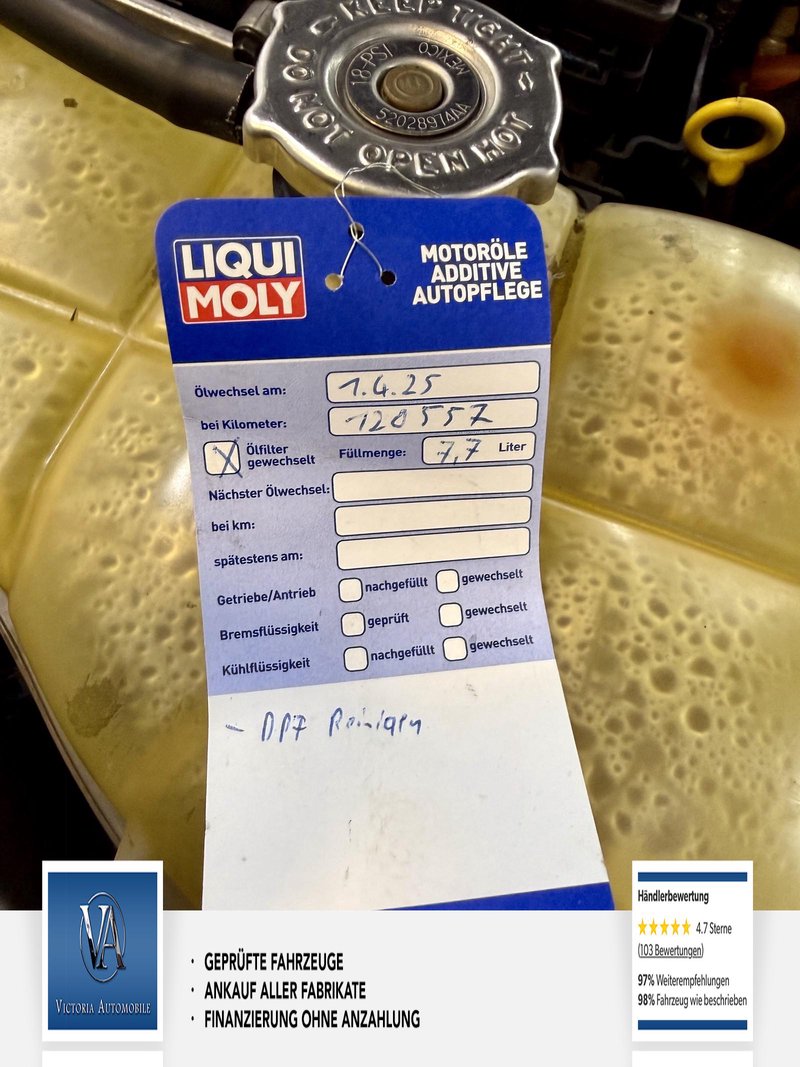 KEEP TIGHT
DO NOT OPEN HOT
18-PSI
MEXICO
52028974AA
LIQUI
MOLY
MOTORÖLE
ADDITIVE
AUTOPFLEGE
Ölwechsel am: 1.4.25
bei Kilometer: 120557
X Ölfilter gewechselt Füllmenge: 7,7 Liter
Nächster Ölwechsel:
bei km:
spätestens am:
Getriebe/Antrieb nachgefüllt gewechselt
Bremsflüssigkeit geprüft gewechselt
Kühlflüssigkeit nachgefüllt gewechselt
- DPF Reinigen
VA
VICTORIA AUTOMOBILE
· GEPRÜFTE FAHRZEUGE
· ANKAUF ALLER FABRIKATE
· FINANZIERUNG OHNE ANZAHLUNG
Händlerbewertung
4.7 Sterne
(103 Bewertungen)
97% Weiterempfehlungen
98% Fahrzeug wie beschrieben